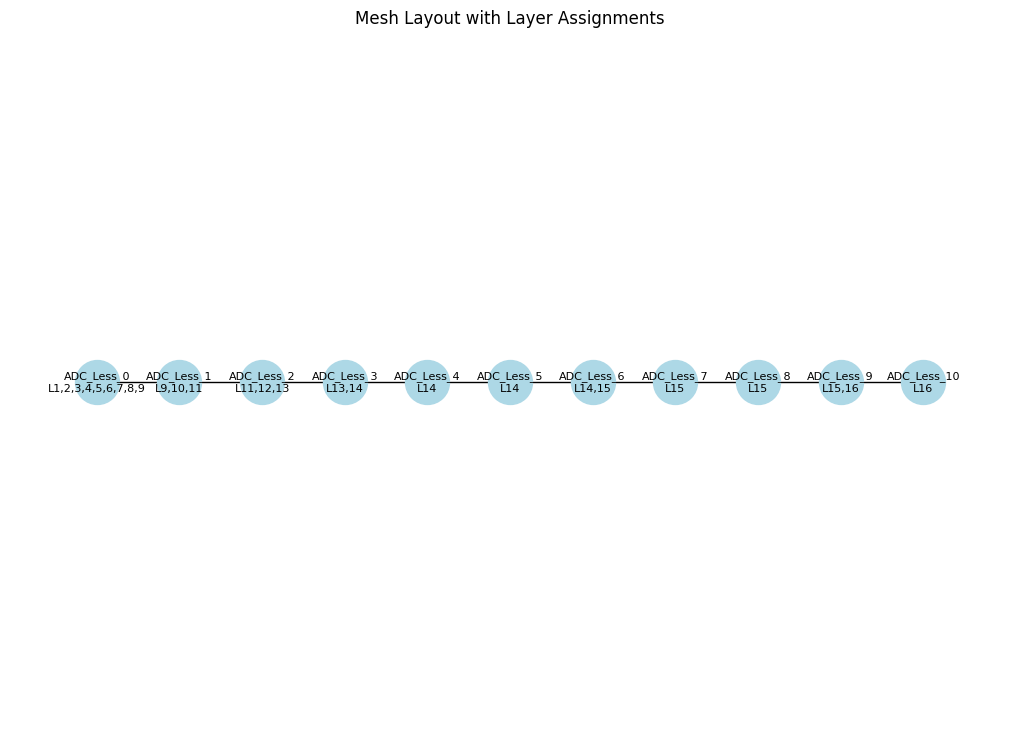 Mesh Layout with Layer Assignments
ADC_Less_0
L1,2,3,4,5,6,7,8,9
ADC_Less_1
L9,10,11
ADC_Less_2
L11,12,13
ADC_Less_3
L13,14
ADC_Less_4
L14
ADC_Less_5
L14
ADC_Less_6
L14,15
ADC_Less_7
L15
ADC_Less_8
L15
ADC_Less_9
L15,16
ADC_Less_10
L16